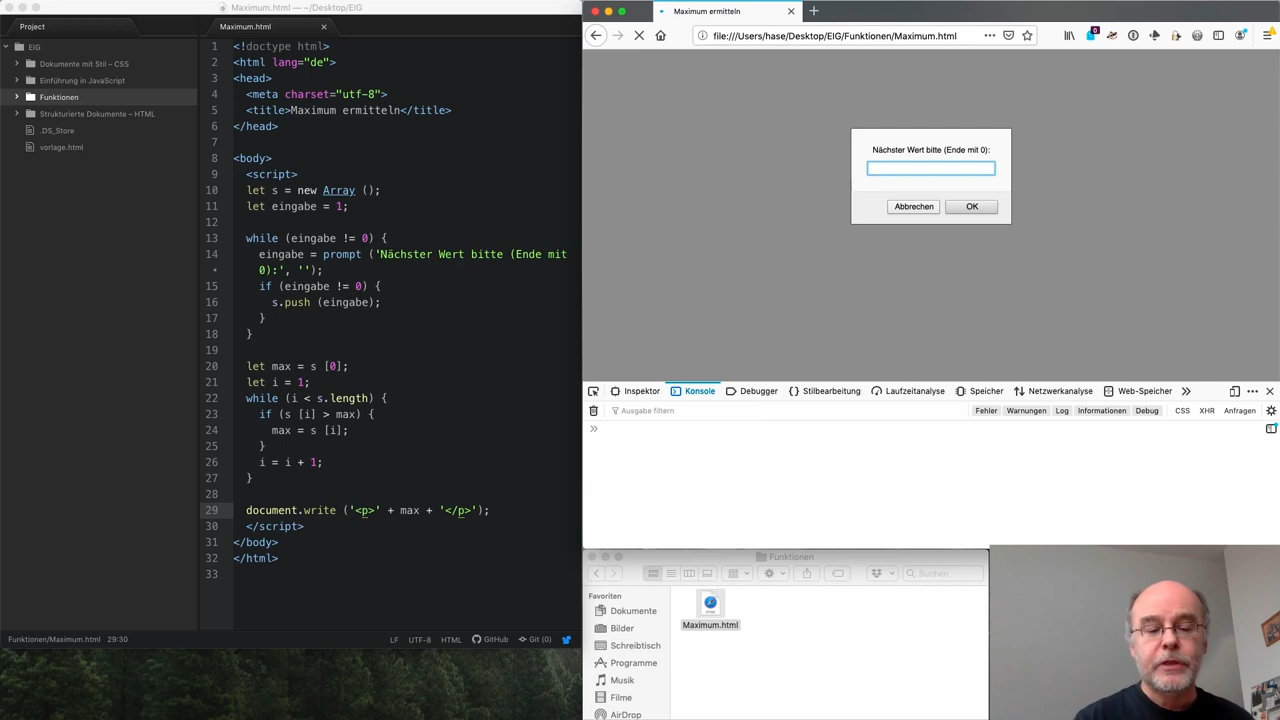 Maximum.html — ~/Desktop/EIG
Project
EIG
Dokumente mit Stil – CSS
Einführung in JavaScript
Funktionen
Strukturierte Dokumente – HTML
.DS_Store
vorlage.html
Maximum.html
1 <!doctype html>
2 <html lang="de">
3 <head>
4 <meta charset="utf-8">
5 <title>Maximum ermitteln</title>
6 </head>
7
8 <body>
9 <script>
10 let s = new Array ();
11 let eingabe = 1;
12
13 while (eingabe != 0) {
14 eingabe = prompt ('Nächster Wert bitte (Ende mit
• 0):', '');
15 if (eingabe != 0) {
16 s.push (eingabe);
17 }
18 }
19
20 let max = s [0];
21 let i = 1;
22 while (i < s.length) {
23 if (s [i] > max) {
24 max = s [i];
25 }
26 i = i + 1;
27 }
28
29 document.write ('<p>' + max + '</p>');
30 </script>
31 </body>
32 </html>
33
Funktionen/Maximum.html 29:30
LF UTF-8 HTML GitHub Git (0)
Maximum ermitteln
file:///Users/hase/Desktop/EIG/Funktionen/Maximum.html
0
Nächster Wert bitte (Ende mit 0):
Abbrechen OK
Inspektor Konsole Debugger Stilbearbeitung Laufzeitanalyse Speicher Netzwerkanalyse Web-Speicher
Ausgabe filtern
Fehler Warnungen Log Informationen Debug CSS XHR Anfragen
Funktionen
Suchen
Favoriten
Dokumente
Bilder
Schreibtisch
Programme
Musik
Filme
AirDrop
HTML
Maximum.html